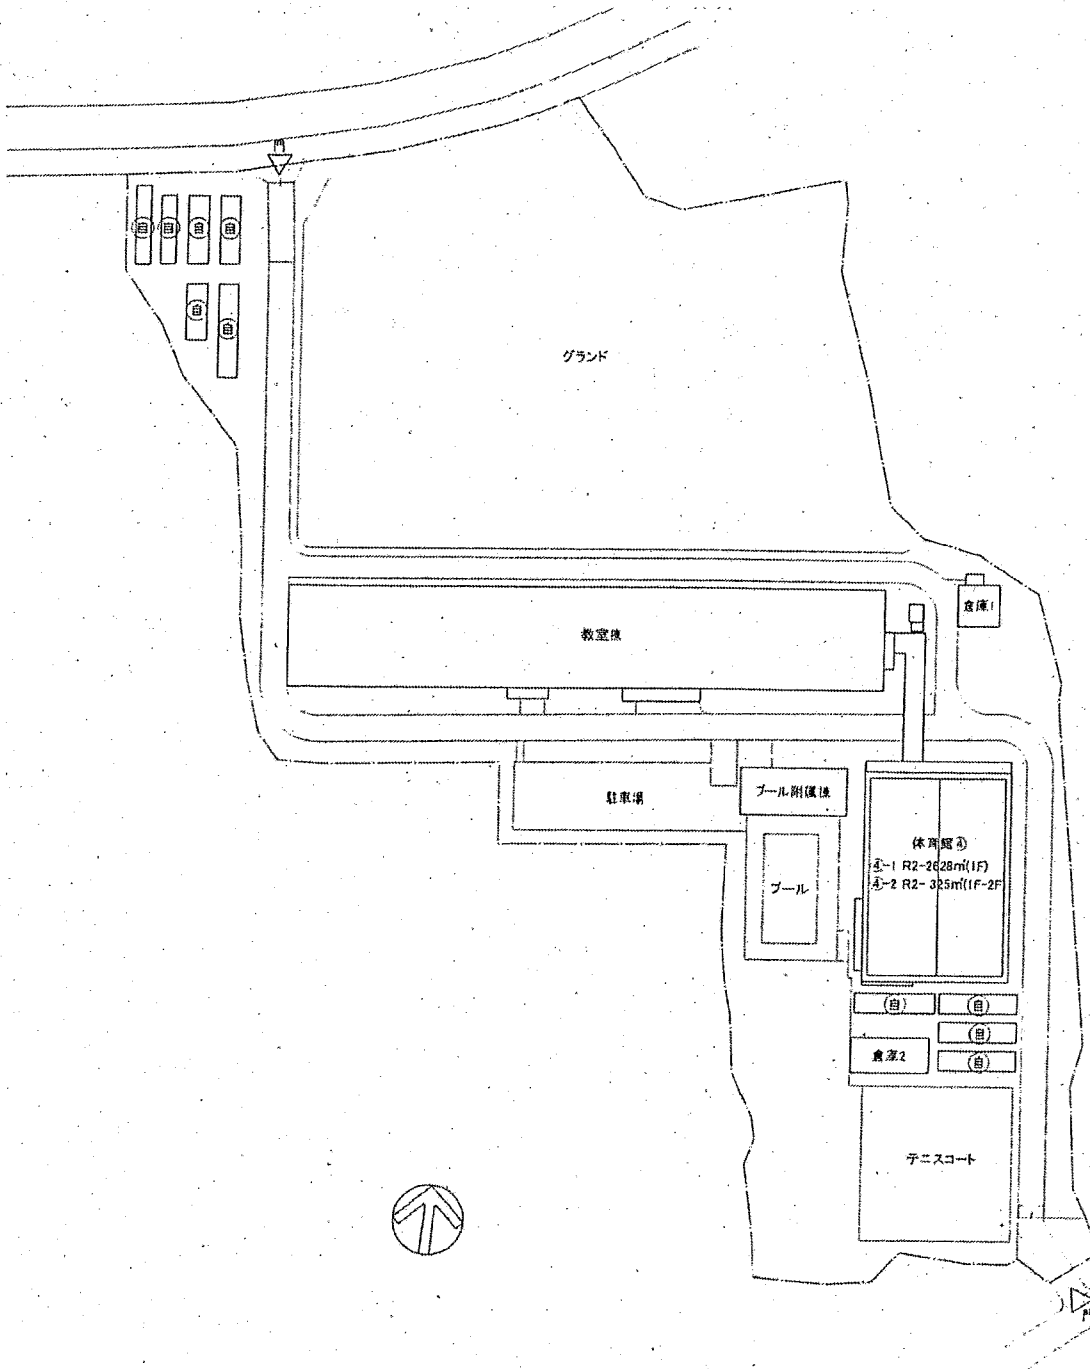 門
自
自
自
自
自
自
グランド
教室棟
倉庫1
駐車場
プール附属棟
プール
体育館④
④-1 R2-2628㎡(1F)
④-2 R2-325㎡(1F-2F
自
自
自
自
倉庫2
テニスコート
門